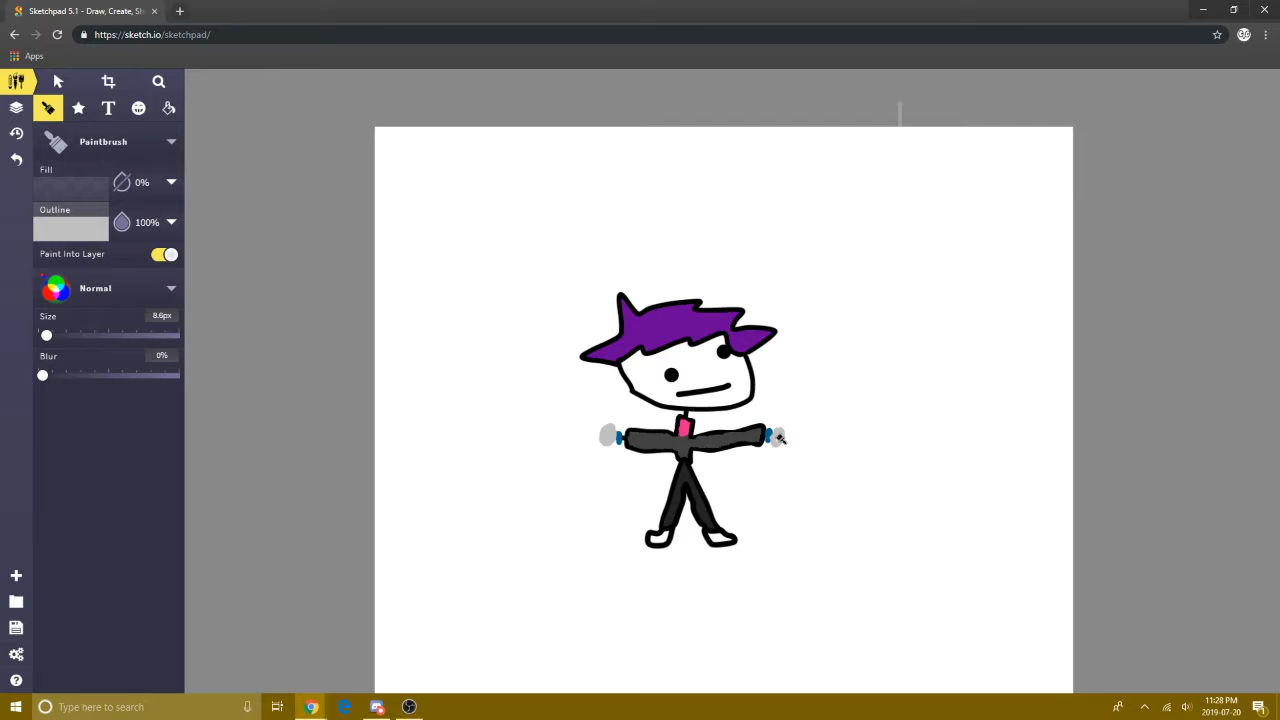 Sketchpad 5.1 - Draw, Create, Sh
https://sketch.io/sketchpad/
Apps
T
Paintbrush
Fill
0%
Outline
100%
Paint Into Layer
Normal
Size
8.6px
Blur
0%
Type here to search
11:28 PM
2019-07-20
1